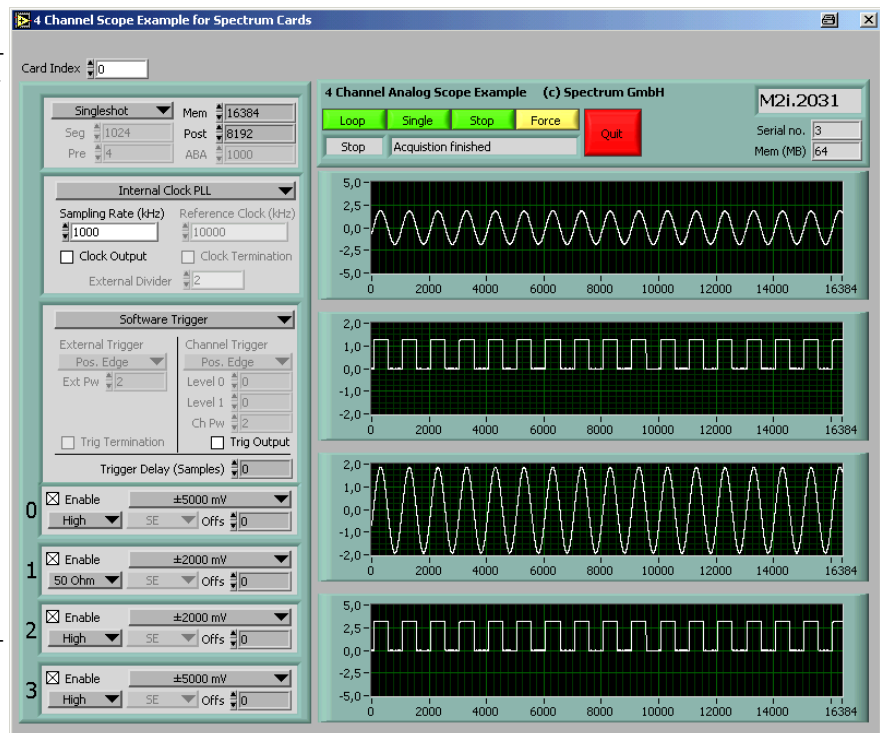 4 Channel Scope Example for Spectrum Cards
Card Index 0
Singleshot Mem 16384
Seg 1024 Post 8192
Pre 4 ABA 1000
Internal Clock PLL
Sampling Rate (kHz) Reference Clock (kHz)
1000 10000
Clock Output Clock Termination
External Divider 2
Software Trigger
External Trigger Channel Trigger
Pos. Edge Pos. Edge
Ext Pw 2 Level 0 0
Level 1 0
Ch Pw 2
Trig Termination Trig Output
Trigger Delay (Samples) 0
0 Enable ±5000 mV
High SE Offs 0
1 Enable ±2000 mV
50 Ohm SE Offs 0
2 Enable ±2000 mV
High SE Offs 0
3 Enable ±5000 mV
High SE Offs 0
4 Channel Analog Scope Example (c) Spectrum GmbH
M2i.2031
Loop Single Stop Force Quit
Serial no. 3
Stop Acquistion finished
Mem (MB) 64
5,0
2,5
0,0
-2,5
-5,0
0 2000 4000 6000 8000 10000 12000 14000 16384
2,0
1,0
0,0
-1,0
-2,0
0 2000 4000 6000 8000 10000 12000 14000 16384
2,0
1,0
0,0
-1,0
-2,0
0 2000 4000 6000 8000 10000 12000 14000 16384
5,0
2,5
0,0
-2,5
-5,0
0 2000 4000 6000 8000 10000 12000 14000 16384